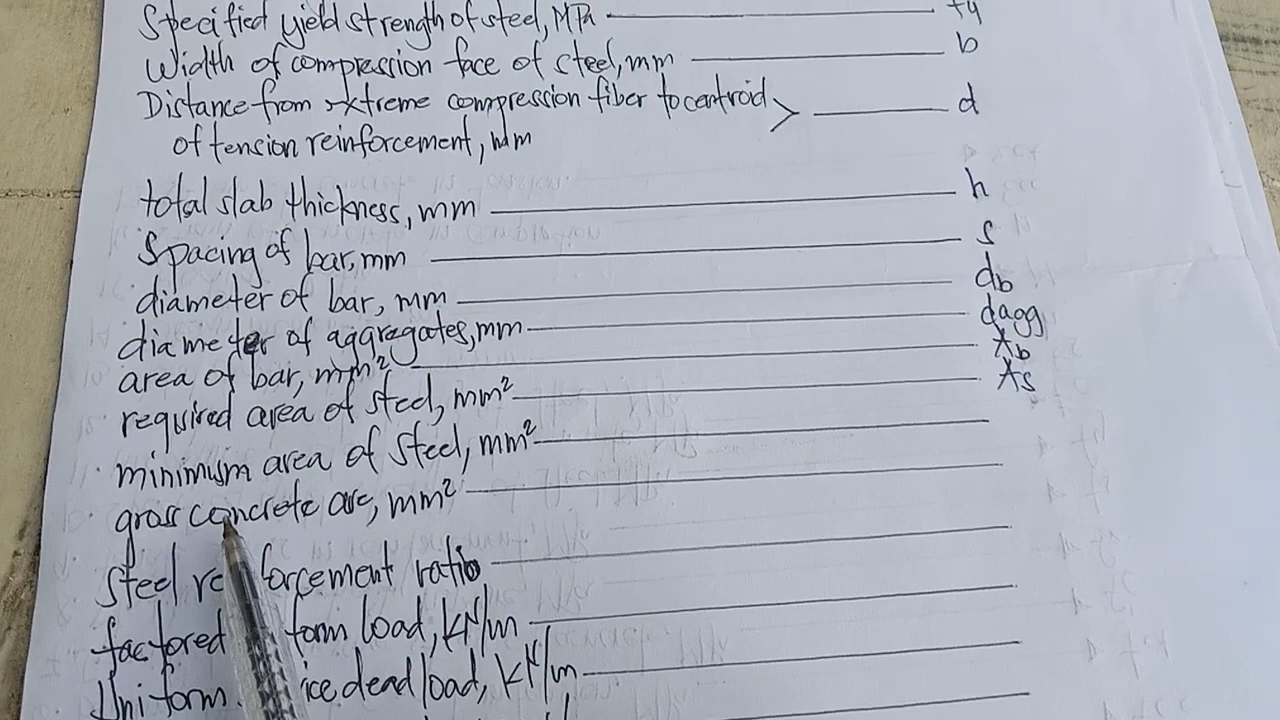 Specified yield strength of steel, MPa fy
Width of compression face of steel, mm b
Distance from extreme compression fiber to centroid d
of tension reinforcement, mm
total slab thickness, mm h
Spacing of bar, mm s
diameter of bar, mm db
diameter of aggregates, mm dagg
area of bar, mm² Ab
required area of steel, mm² As
minimum area of steel, mm²
gross concrete are, mm²
Steel re forcement ratio
factored form load, kN/m
Uniform ice dead load, kN/m